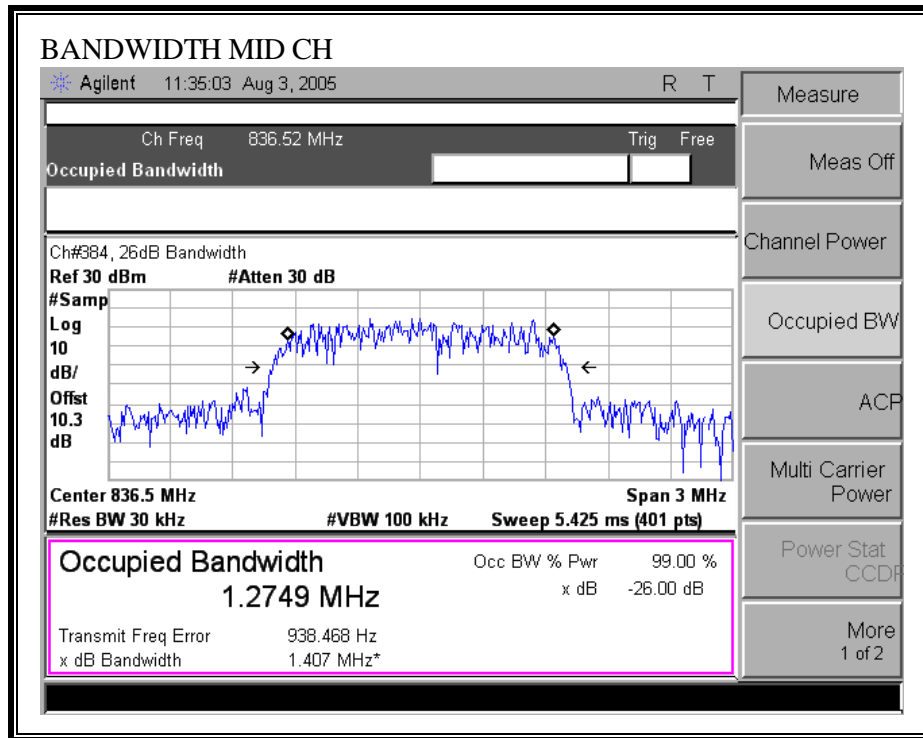 BANDWIDTH MID CH
Agilent 11:35:03 Aug 3, 2005 R T
Measure
Ch Freq 836.52 MHz Trig Free
Occupied Bandwidth
Meas Off
Channel Power
Occupied BW
ACP
Multi Carrier
Power
Power Stat
CCDF
More
1 of 2
Ch#384, 26dB Bandwidth
Ref 30 dBm #Atten 30 dB
#Samp
Log
10
dB/
Offst
10.3
dB
Center 836.5 MHz Span 3 MHz
#Res BW 30 kHz #VBW 100 kHz Sweep 5.425 ms (401 pts)
Occupied Bandwidth
1.2749 MHz
Occ BW % Pwr 99.00 %
x dB -26.00 dB
Transmit Freq Error 938.468 Hz
x dB Bandwidth 1.407 MHz*